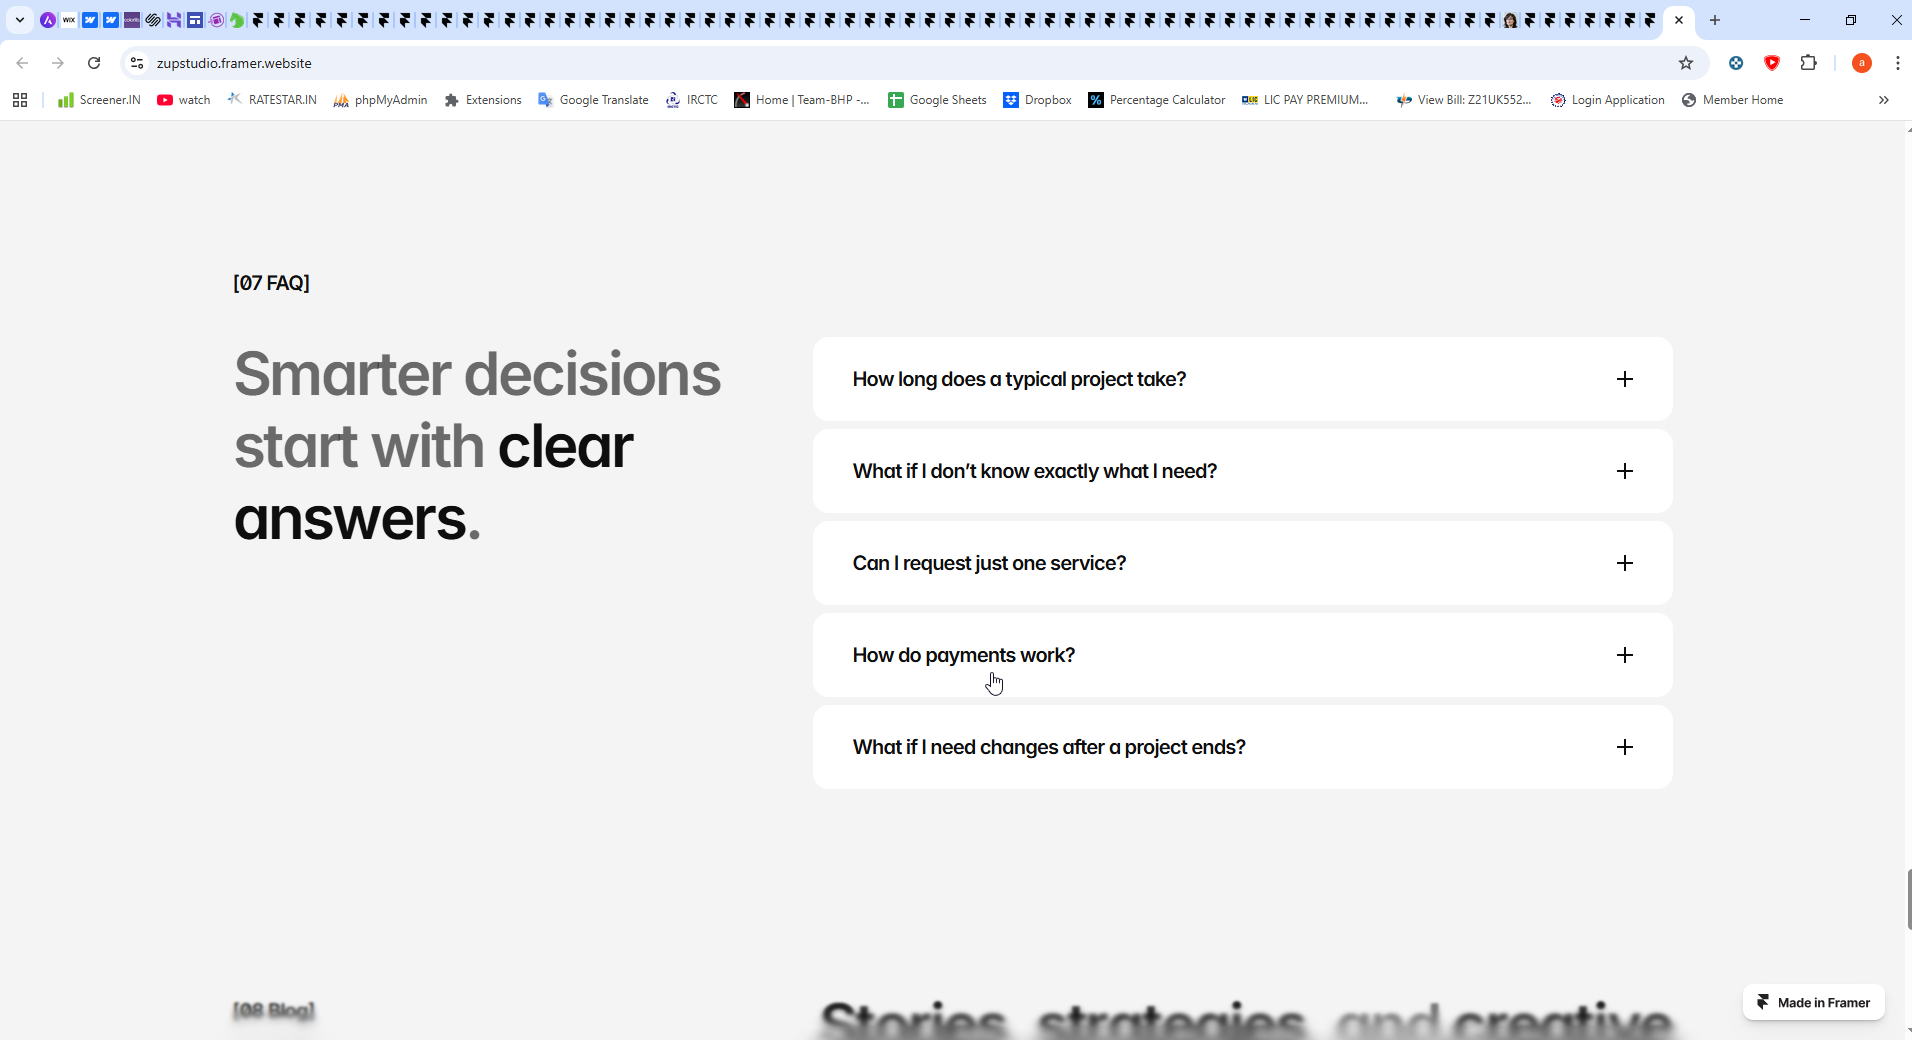 zupstudio.framer.website
Screener.IN
watch
RATESTAR.IN
phpMyAdmin
Extensions
Google Translate
IRCTC
Home | Team-BHP -...
Google Sheets
Dropbox
Percentage Calculator
LIC PAY PREMIUM...
View Bill: Z21UK552...
Login Application
Member Home
[07 FAQ]
Smarter decisions
start with clear
answers.
How long does a typical project take?
What if I don't know exactly what I need?
Can I request just one service?
How do payments work?
What if I need changes after a project ends?
[08 Blog]
Stories, strategies, and creative
Made in Framer